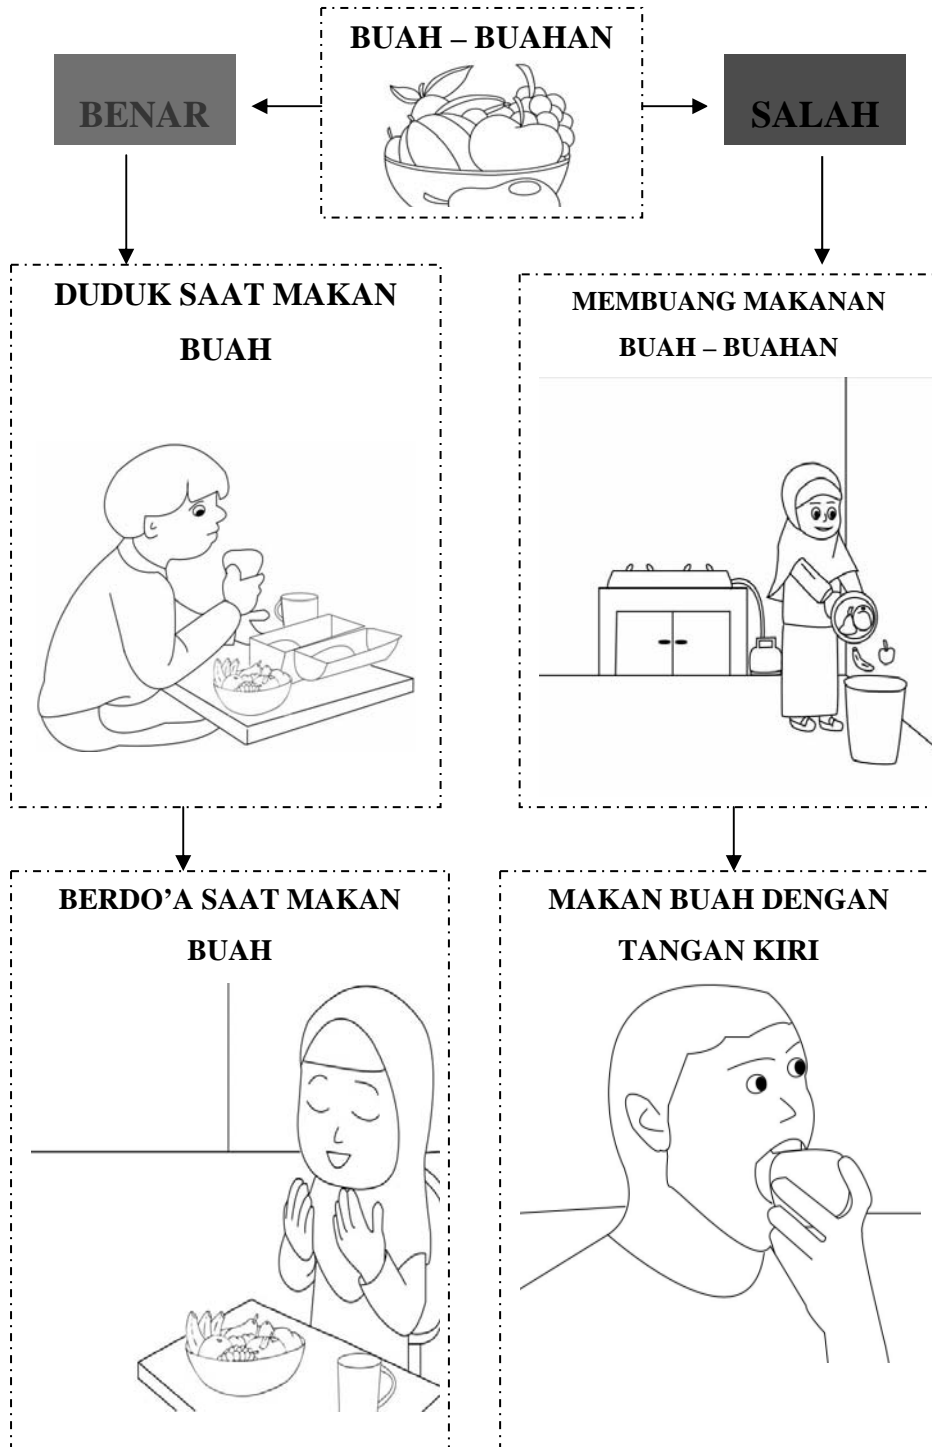 BUAH – BUAHAN
BENAR
SALAH
DUDUK SAAT MAKAN
BUAH
MEMBUANG MAKANAN
BUAH – BUAHAN
BERDO’A SAAT MAKAN
BUAH
MAKAN BUAH DENGAN
TANGAN KIRI